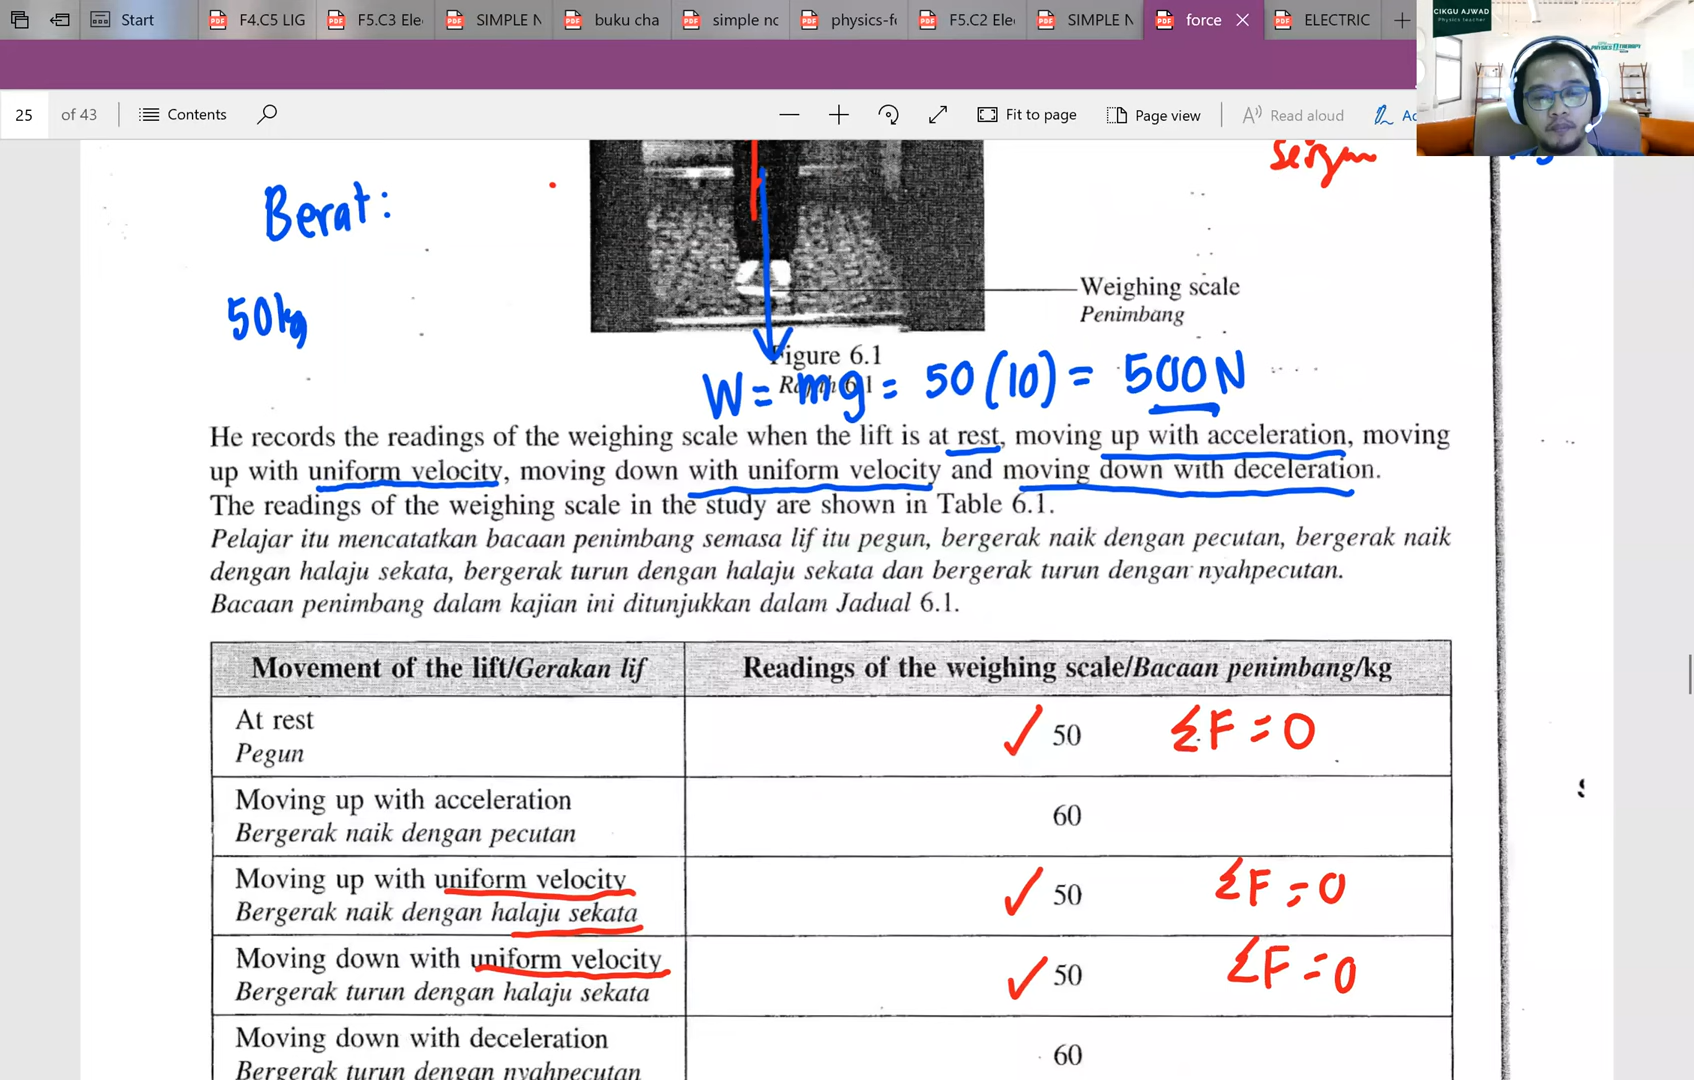 Start
F4.C5 LIG
F5.C3 Ele
SIMPLE N
buku cha
simple nc
physics-f
F5.C2 Ele
SIMPLE N
force
ELECTRIC
CIKGU AJWAD
Physics teacher
25 of 43
Contents
Fit to page
Page view
Read aloud
Berat:
50kg
Weighing scale
Penimbang
Figure 6.1
W = mg = 50 (10) = 500N
He records the readings of the weighing scale when the lift is at rest, moving up with acceleration, moving
up with uniform velocity, moving down with uniform velocity and moving down with deceleration.
The readings of the weighing scale in the study are shown in Table 6.1.
Pelajar itu mencatatkan bacaan penimbang semasa lif itu pegun, bergerak naik dengan pecutan, bergerak naik
dengan halaju sekata, bergerak turun dengan halaju sekata dan bergerak turun dengan nyahpecutan.
Bacaan penimbang dalam kajian ini ditunjukkan dalam Jadual 6.1.
Movement of the lift/Gerakan lif
Readings of the weighing scale/Bacaan penimbang/kg
At rest
Pegun
✓ 50 ΣF = 0
Moving up with acceleration
Bergerak naik dengan pecutan
60
Moving up with uniform velocity
Bergerak naik dengan halaju sekata
✓ 50 ΣF = 0
Moving down with uniform velocity
Bergerak turun dengan halaju sekata
✓ 50 ΣF = 0
Moving down with deceleration
Bergerak turun dengan nyahpecutan
60